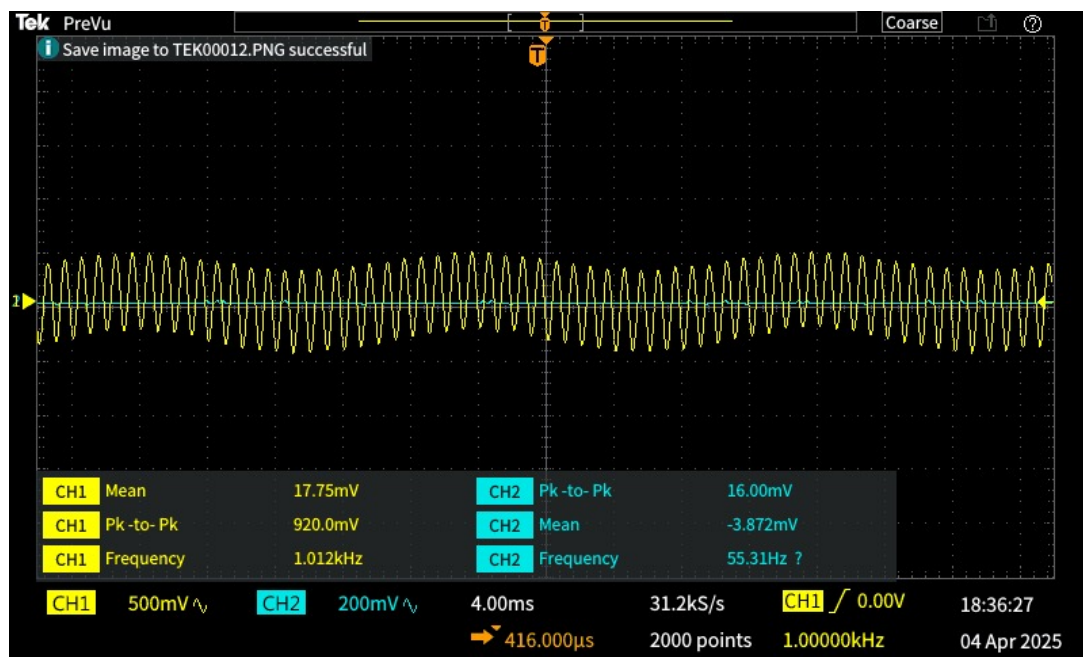 Tek PreVu Coarse
Save image to TEK00012.PNG successful
T
1
CH1 Mean 17.75mV CH2 Pk-to-Pk 16.00mV
CH1 Pk-to-Pk 920.0mV CH2 Mean -3.872mV
CH1 Frequency 1.012kHz CH2 Frequency 55.31Hz ?
CH1 500mV CH2 200mV 4.00ms 31.2kS/s CH1 0.00V 18:36:27
416.000µs 2000 points 1.00000kHz 04 Apr 2025